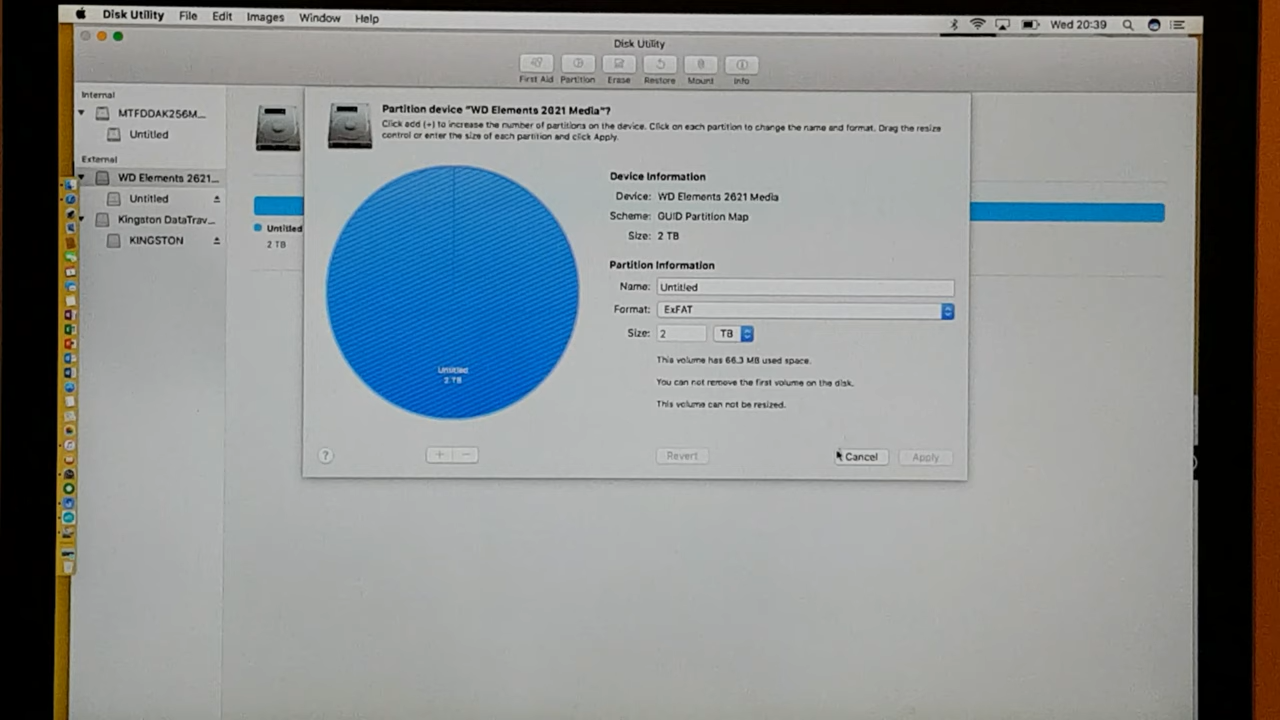 Disk Utility File Edit Images Window Help Wed 20:39
Disk Utility
First Aid Partition Erase Restore Mount Info
Internal
MTFDDAK256M...
Untitled
External
WD Elements 2621...
Untitled
Kingston DataTrav...
KINGSTON
Untitled
2 TB
Partition device "WD Elements 2621 Media"?
Click add (+) to increase the number of partitions on the device. Click on each partition to change the name and format. Drag the resize
control or enter the size of each partition and click Apply.
Untitled
2 TB
Device Information
Device: WD Elements 2621 Media
Scheme: GUID Partition Map
Size: 2 TB
Partition Information
Name: Untitled
Format: ExFAT
Size: 2 TB
This volume has 66.3 MB used space.
You can not remove the first volume on the disk.
This volume can not be resized.
? + − Revert Cancel Apply